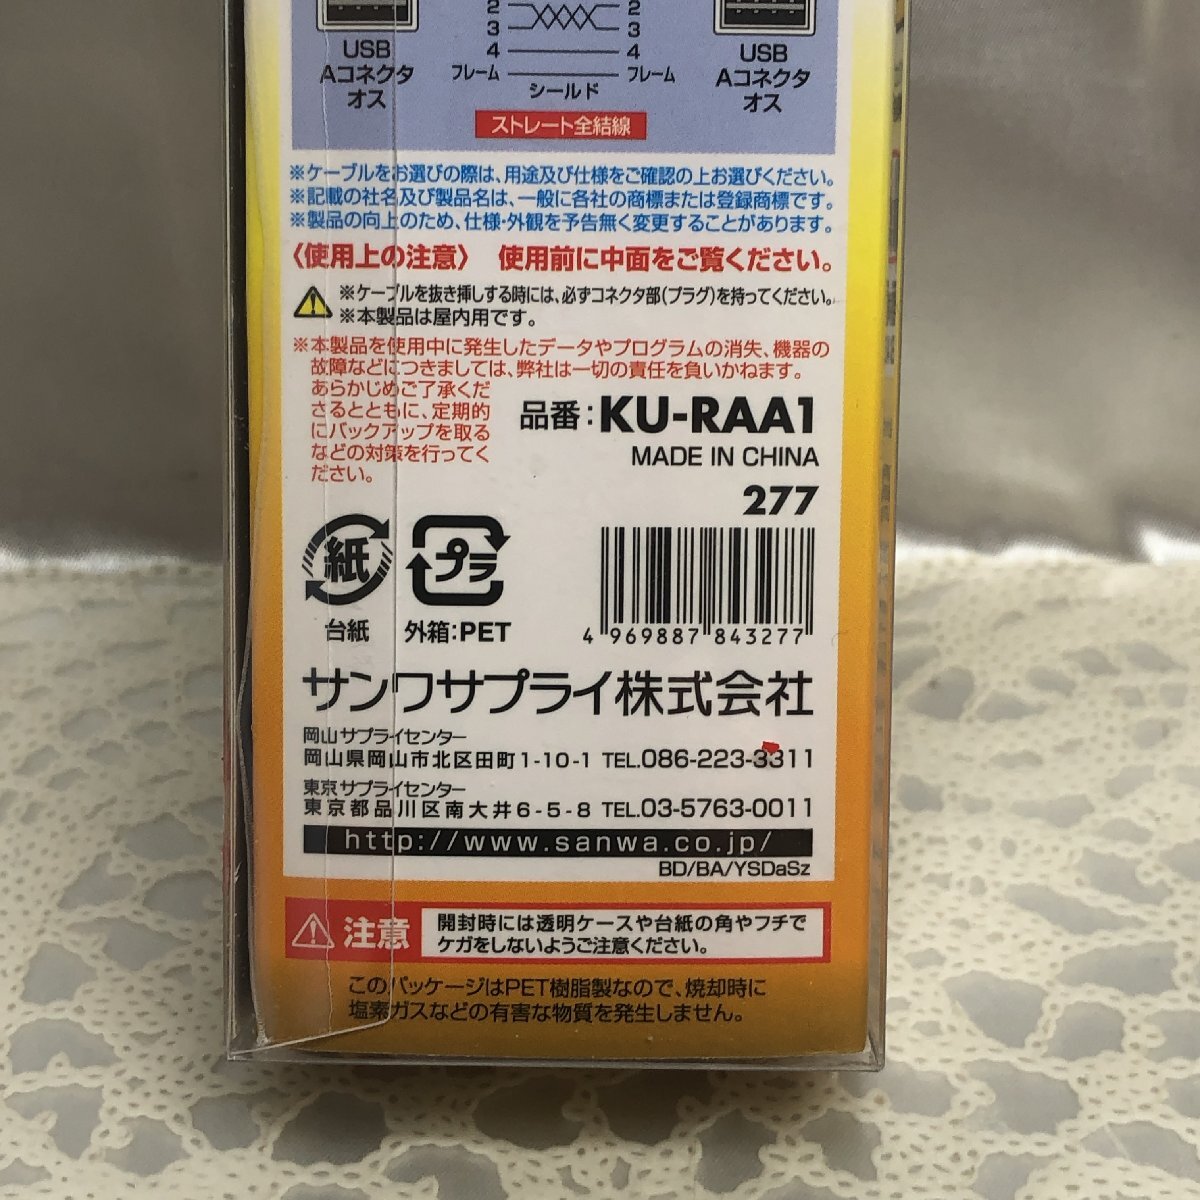 2 2
3 3
4 4
フレーム フレーム
シールド
USB
Aコネクタ
オス
USB
Aコネクタ
オス
ストレート全結線
※ケーブルをお選びの際は、用途及び仕様をご確認の上お選びください。
※記載の社名及び製品名は、一般に各社の商標または登録商標です。
※製品の向上のため、仕様・外観を予告無く変更することがあります。
〈使用上の注意〉 使用前に中面をご覧ください。
※ケーブルを抜き挿しする時には、必ずコネクタ部(プラグ)を持ってください。
※本製品は屋内用です。
※本製品を使用中に発生したデータやプログラムの消失、機器の
故障などにつきましては、弊社は一切の責任を負いかねます。
あらかじめご了承くだ
さるとともに、定期的
にバックアップを取る
などの対策を行ってく
ださい。
品番:KU-RAA1
MADE IN CHINA
277
紙
台紙
プラ
外箱:PET
4 969887 843277
サンワサプライ株式会社
岡山サプライセンター
岡山県岡山市北区田町1-10-1 TEL.086-223-3311
東京サプライセンター
東京都品川区南大井6-5-8 TEL.03-5763-0011
http://www.sanwa.co.jp/
BD/BA/YSDaSz
注意
開封時には透明ケースや台紙の角やフチで
ケガをしないようご注意ください。
このパッケージはPET樹脂製なので、焼却時に
塩素ガスなどの有害な物質を発生しません。